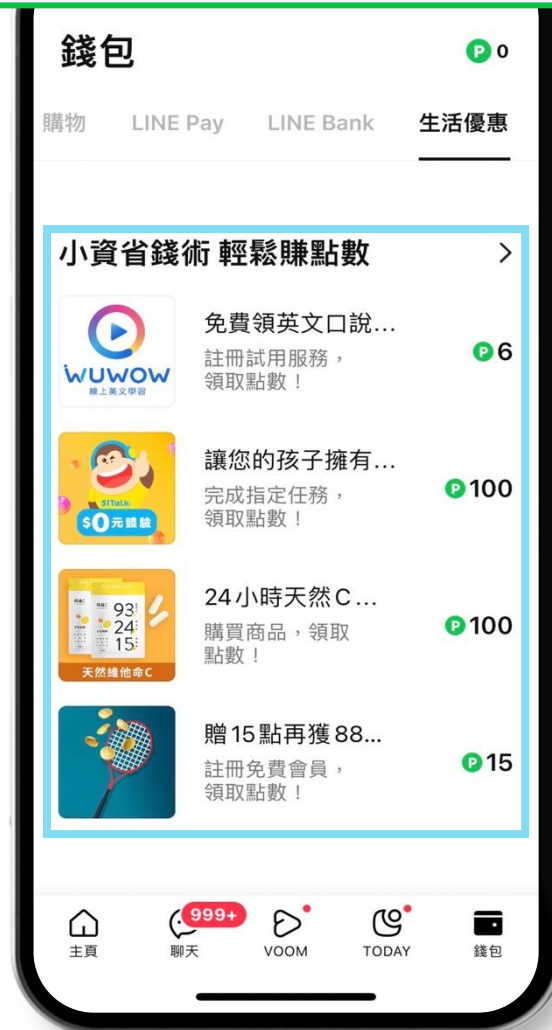 錢包
P 0
購物 LINE Pay LINE Bank 生活優惠
小資省錢術 輕鬆賺點數
WUWOW
線上英文學習
免費領英文口說...
註冊試用服務，
領取點數！
P 6
51Talk
$0元體驗
讓您的孩子擁有...
完成指定任務，
領取點數！
P 100
93
24
15
天然維他命C
24小時天然C...
購買商品，領取
點數！
P 100
贈15點再獲88...
註冊免費會員，
領取點數！
P 15
999+
主頁 聊天 VOOM TODAY 錢包